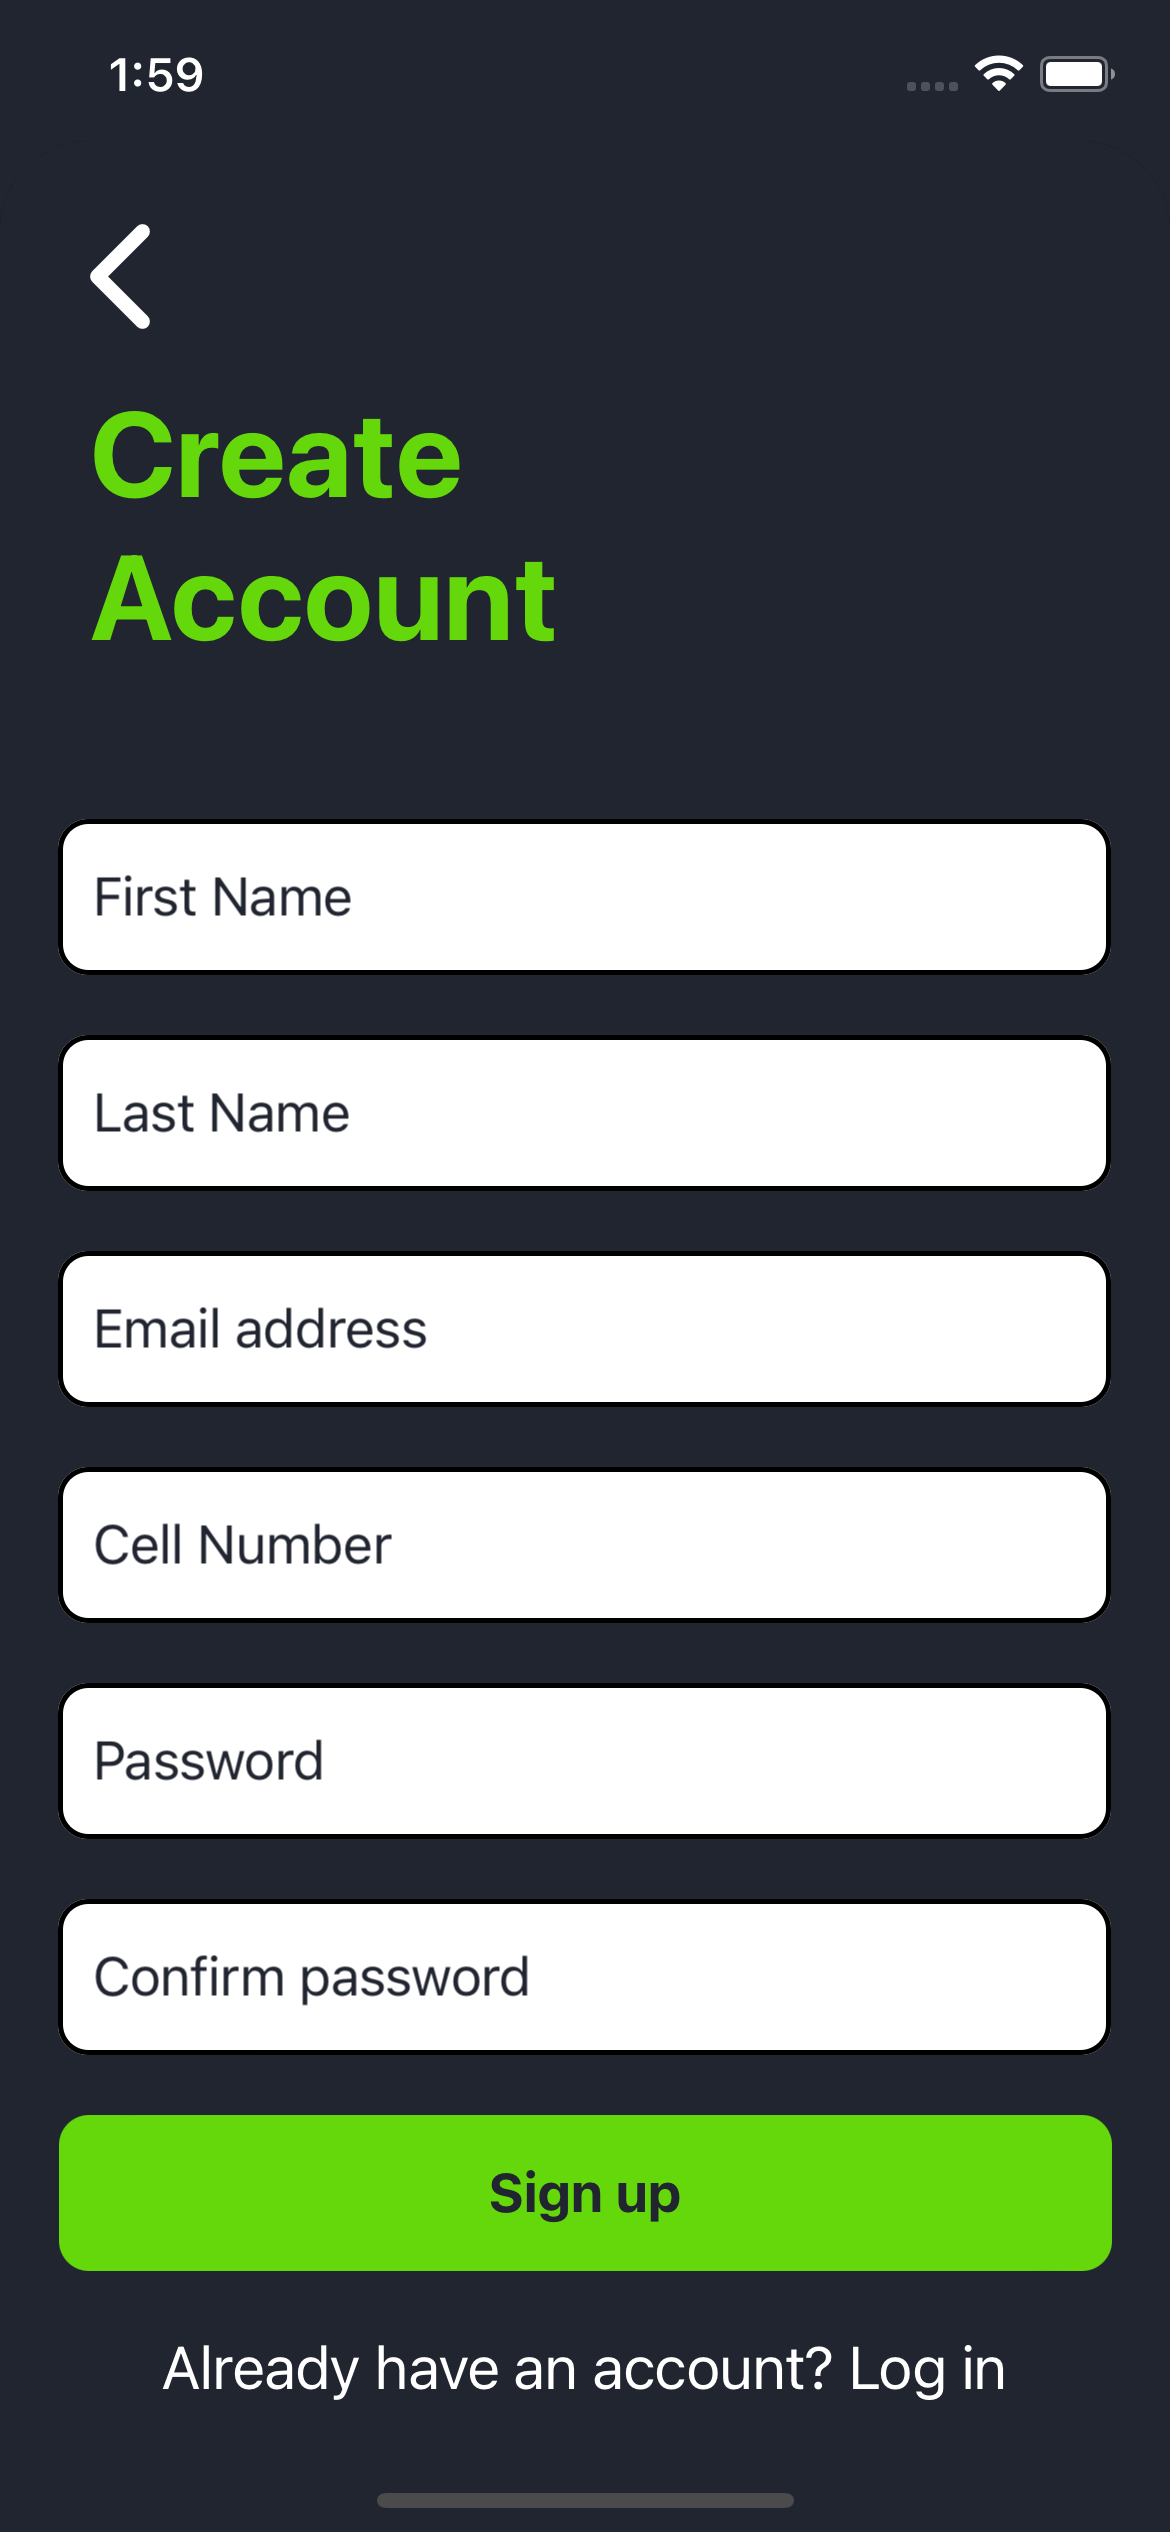 1:59
Create
Account
First Name
Last Name
Email address
Cell Number
Password
Confirm password
Sign up
Already have an account? Log in